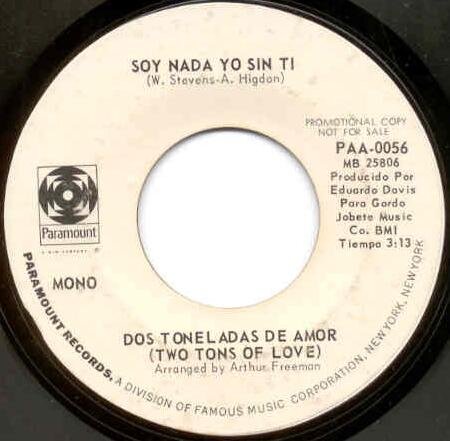 SOY NADA YO SIN TI
(W. Stevens-A. Higdon)
PROMOTIONAL COPY
NOT FOR SALE
PAA-0056
MB 25806
Producido Por
Eduardo Davis
Para Gordo
Jobete Music
Co. BMI
Tiempa 3:13
Paramount
MONO
DOS TONELADAS DE AMOR
(TWO TONS OF LOVE)
Arranged by Arthur Freeman
PARAMOUNT RECORDS, A DIVISION OF FAMOUS MUSIC CORPORATION, NEW YORK, NEW YORK